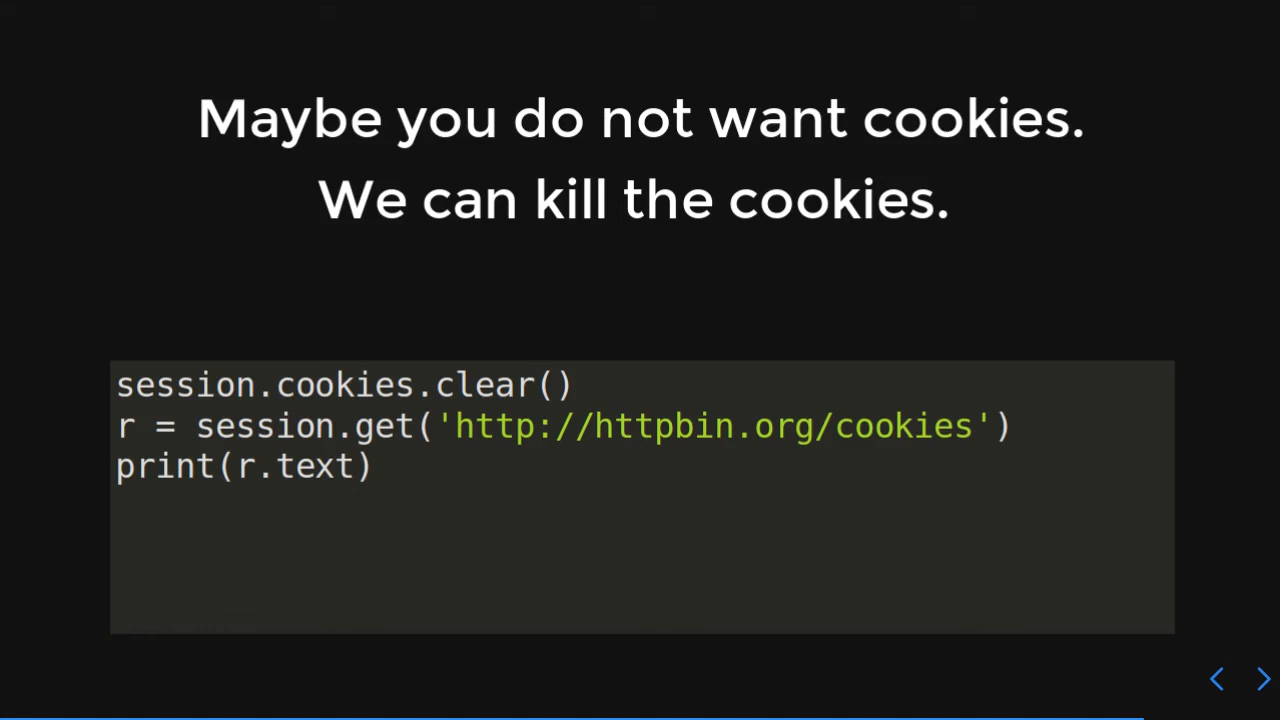 Maybe you do not want cookies.
We can kill the cookies.
session.cookies.clear()
r = session.get('http://httpbin.org/cookies')
print(r.text)